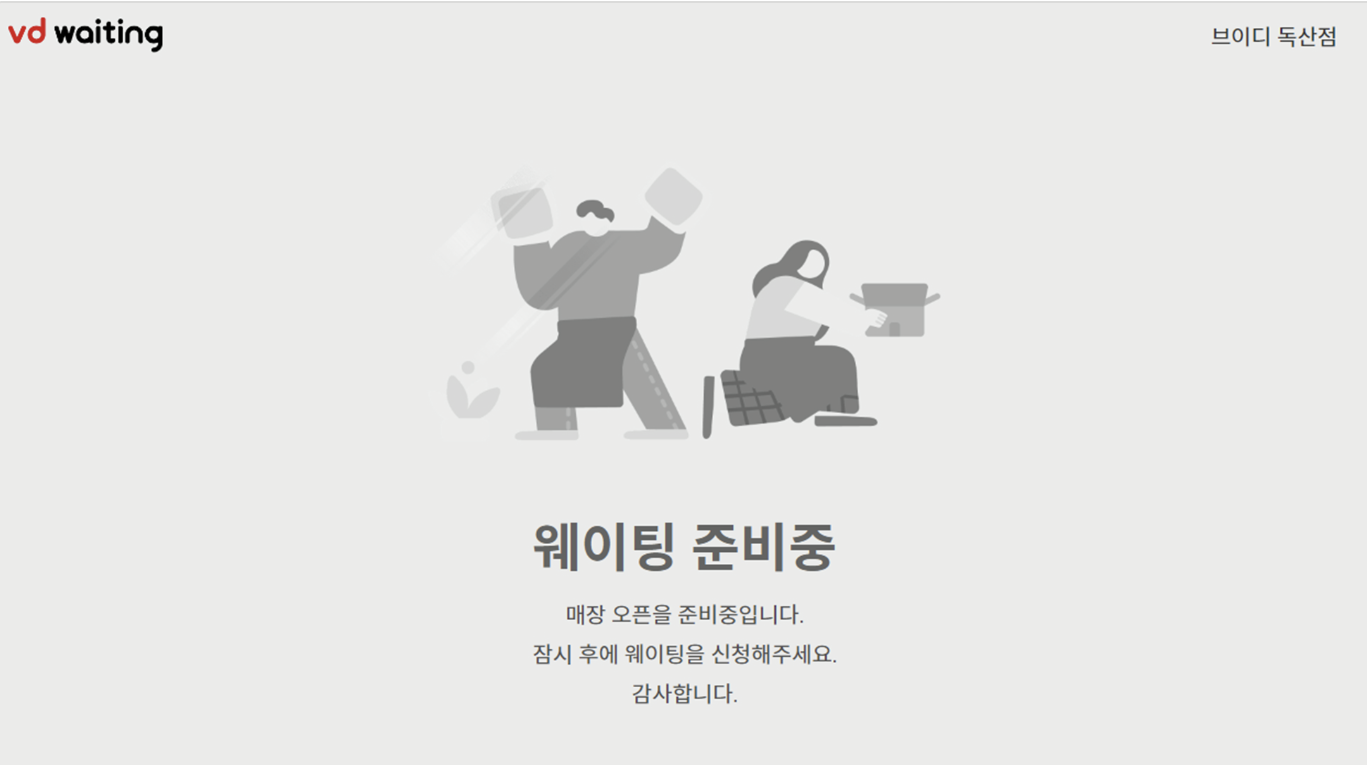 vd waiting
브이디 독산점
웨이팅 준비중
매장 오픈을 준비중입니다.
잠시 후에 웨이팅을 신청해주세요.
감사합니다.